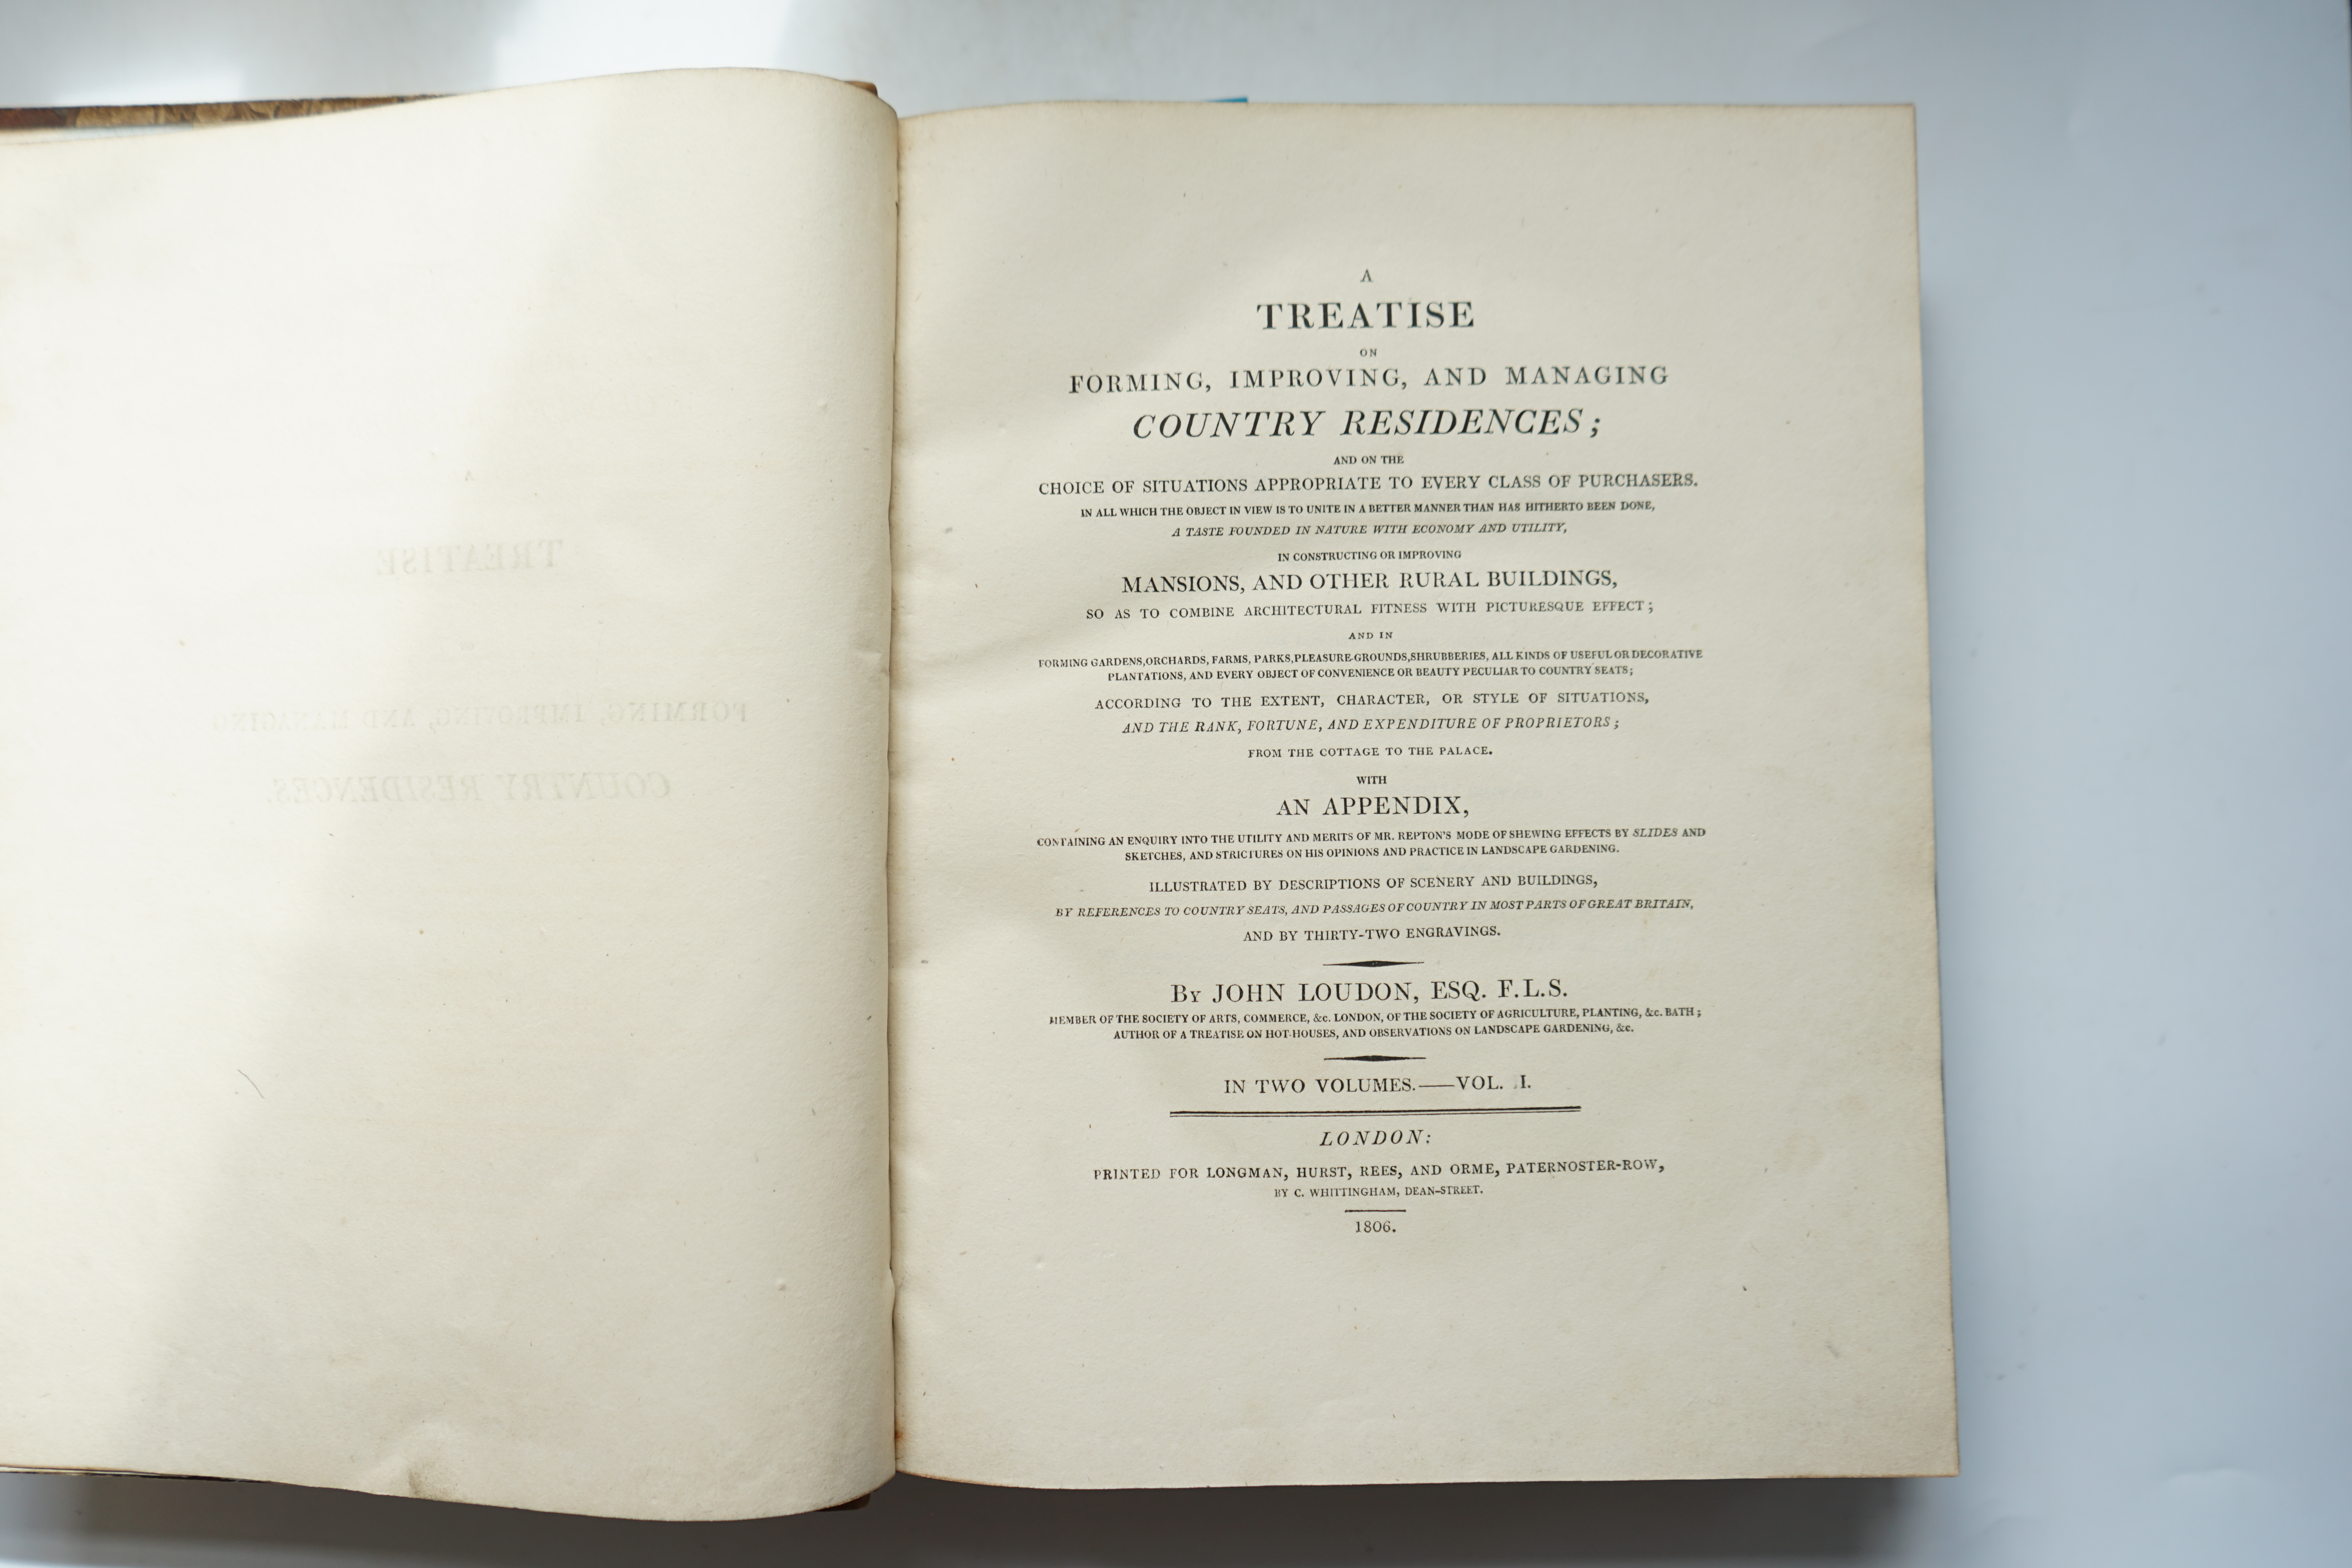 A
TREATISE
FORMING, IMPROVING, AND MANAGING
COUNTRY RESIDENCES.
A
TREATISE
ON
FORMING, IMPROVING, AND MANAGING
COUNTRY RESIDENCES;
AND ON THE
CHOICE OF SITUATIONS APPROPRIATE TO EVERY CLASS OF PURCHASERS.
IN ALL WHICH THE OBJECT IN VIEW IS TO UNITE IN A BETTER MANNER THAN HAS HITHERTO BEEN DONE,
A TASTE FOUNDED IN NATURE WITH ECONOMY AND UTILITY,
IN CONSTRUCTING OR IMPROVING
MANSIONS, AND OTHER RURAL BUILDINGS,
SO AS TO COMBINE ARCHITECTURAL FITNESS WITH PICTURESQUE EFFECT;
AND IN
FORMING GARDENS, ORCHARDS, FARMS, PARKS, PLEASURE-GROUNDS, SHRUBBERIES, ALL KINDS OF USEFUL OR DECORATIVE
PLANTATIONS, AND EVERY OBJECT OF CONVENIENCE OR BEAUTY PECULIAR TO COUNTRY SEATS;
ACCORDING TO THE EXTENT, CHARACTER, OR STYLE OF SITUATIONS,
AND THE RANK, FORTUNE, AND EXPENDITURE OF PROPRIETORS;
FROM THE COTTAGE TO THE PALACE.
WITH
AN APPENDIX,
CONTAINING AN ENQUIRY INTO THE UTILITY AND MERITS OF MR. REPTON'S MODE OF SHEWING EFFECTS BY SLIDES AND
SKETCHES, AND STRICTURES ON HIS OPINIONS AND PRACTICE IN LANDSCAPE GARDENING.
ILLUSTRATED BY DESCRIPTIONS OF SCENERY AND BUILDINGS,
BY REFERENCES TO COUNTRY SEATS, AND PASSAGES OF COUNTRY IN MOST PARTS OF GREAT BRITAIN,
AND BY THIRTY-TWO ENGRAVINGS.
By JOHN LOUDON, ESQ. F.L.S.
MEMBER OF THE SOCIETY OF ARTS, COMMERCE, &c. LONDON, OF THE SOCIETY OF AGRICULTURE, PLANTING, &c. BATH;
AUTHOR OF A TREATISE ON HOT-HOUSES, AND OBSERVATIONS ON LANDSCAPE GARDENING, &c.
IN TWO VOLUMES.——VOL. I.
LONDON:
PRINTED FOR LONGMAN, HURST, REES, AND ORME, PATERNOSTER-ROW,
BY C. WHITTINGHAM, DEAN-STREET.
1806.